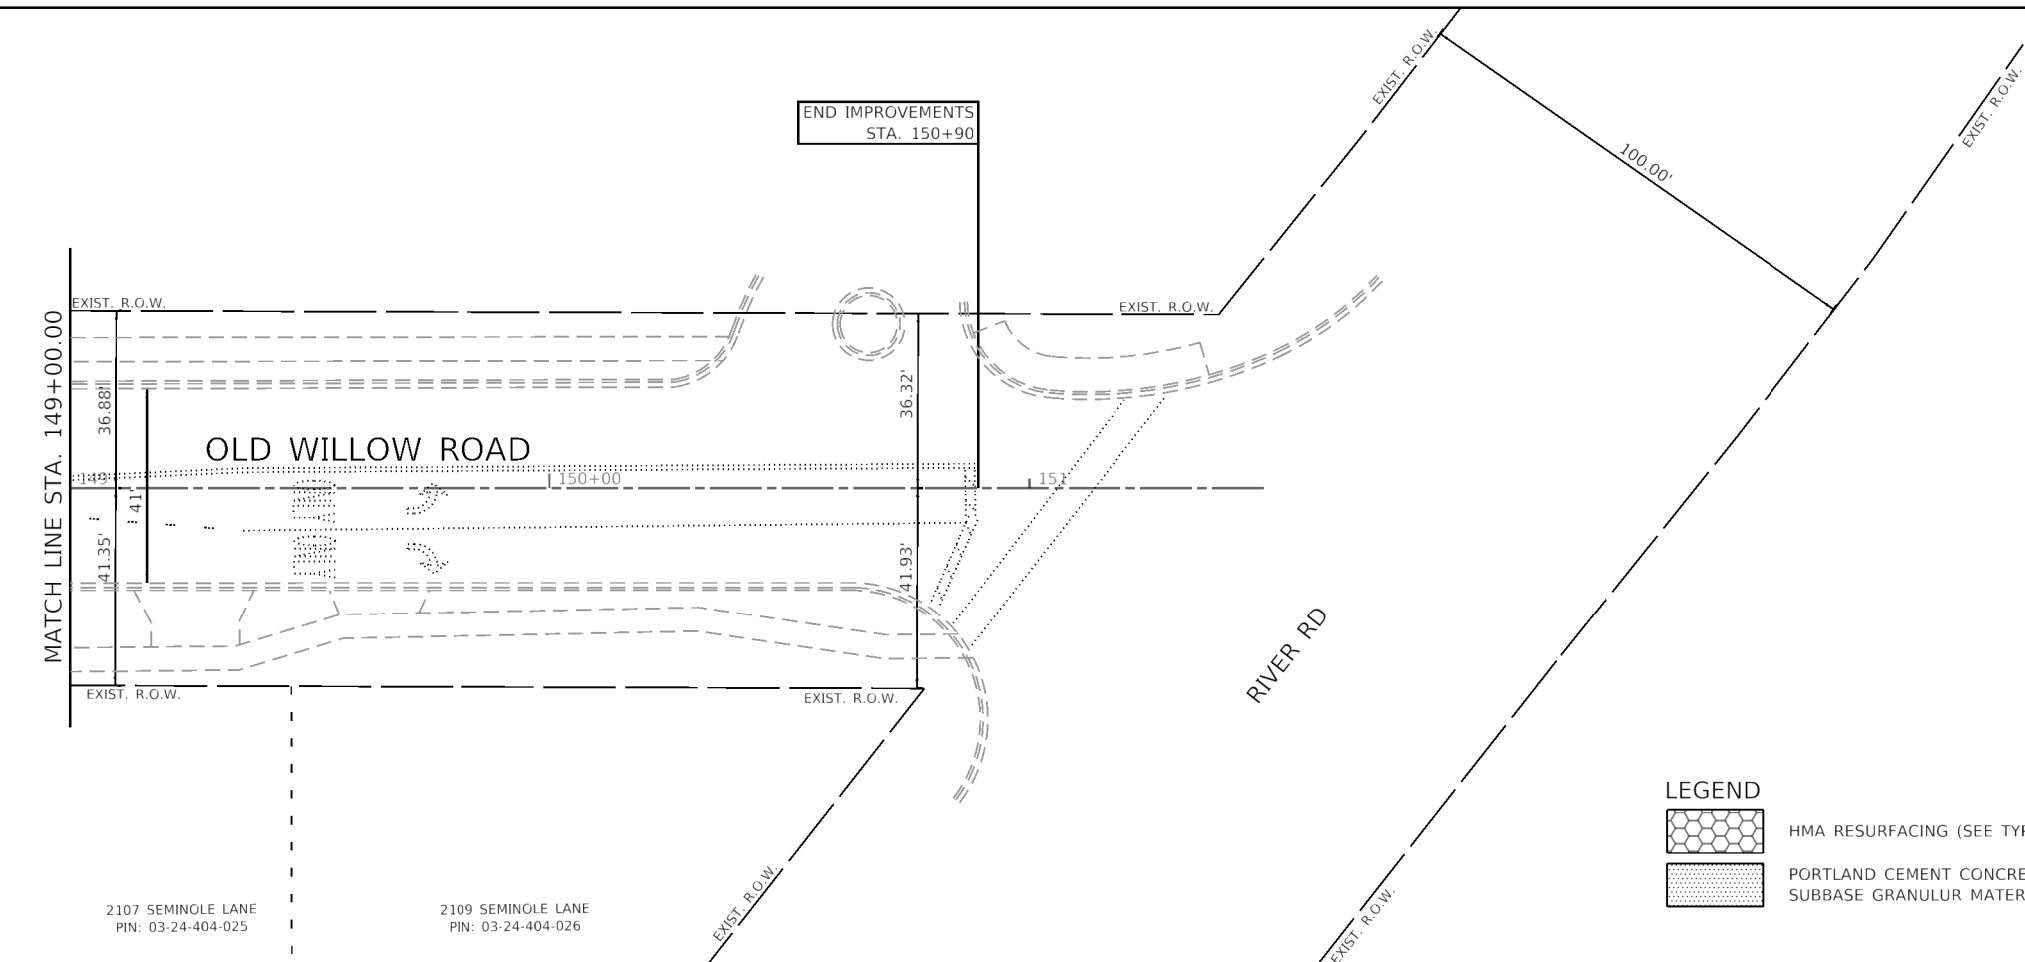 END IMPROVEMENTS
STA. 150+90
EXIST. R.O.W.
EXIST. R.O.W.
100.00'
EXIST. R.O.W.
EXIST. R.O.W.
MATCH LINE STA. 149+00.00
36.88'
36.32'
OLD WILLOW ROAD
149
150+00
151
41'
41.35'
41.93'
AHEAD
EXIST. R.O.W.
EXIST. R.O.W.
RIVER RD
LEGEND
HMA RESURFACING (SEE
PORTLAND CEMENT
SUBBASE GRANULUR
2107 SEMINOLE LANE
PIN: 03-24-404-025
2109 SEMINOLE LANE
PIN: 03-24-404-026
EXIST. R.O.W.
EXIST. R.O.W.